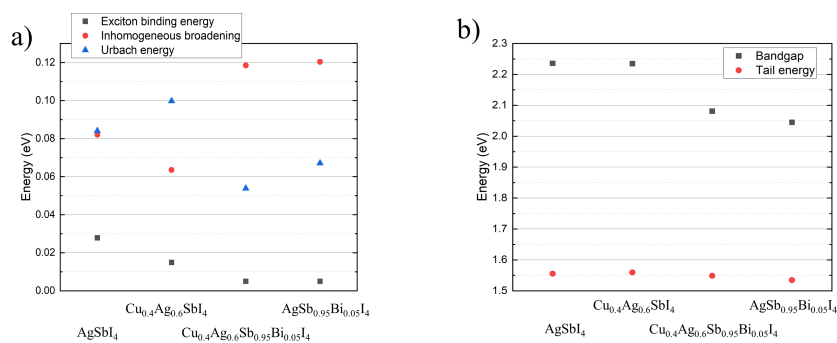 a)
Exciton binding energy
Inhomogeneous broadening
Urbach energy
Energy (eV)
0.12
0.10
0.08
0.06
0.04
0.02
0.00
Cu0.4Ag0.6SbI4
AgSb0.95Bi0.05I4
AgSbI4
Cu0.4Ag0.6Sb0.95Bi0.05I4
b)
Bandgap
Tail energy
Energy (eV)
2.3
2.2
2.1
2.0
1.9
1.8
1.7
1.6
1.5
Cu0.4Ag0.6SbI4
AgSb0.95Bi0.05I4
AgSbI4
Cu0.4Ag0.6Sb0.95Bi0.05I4